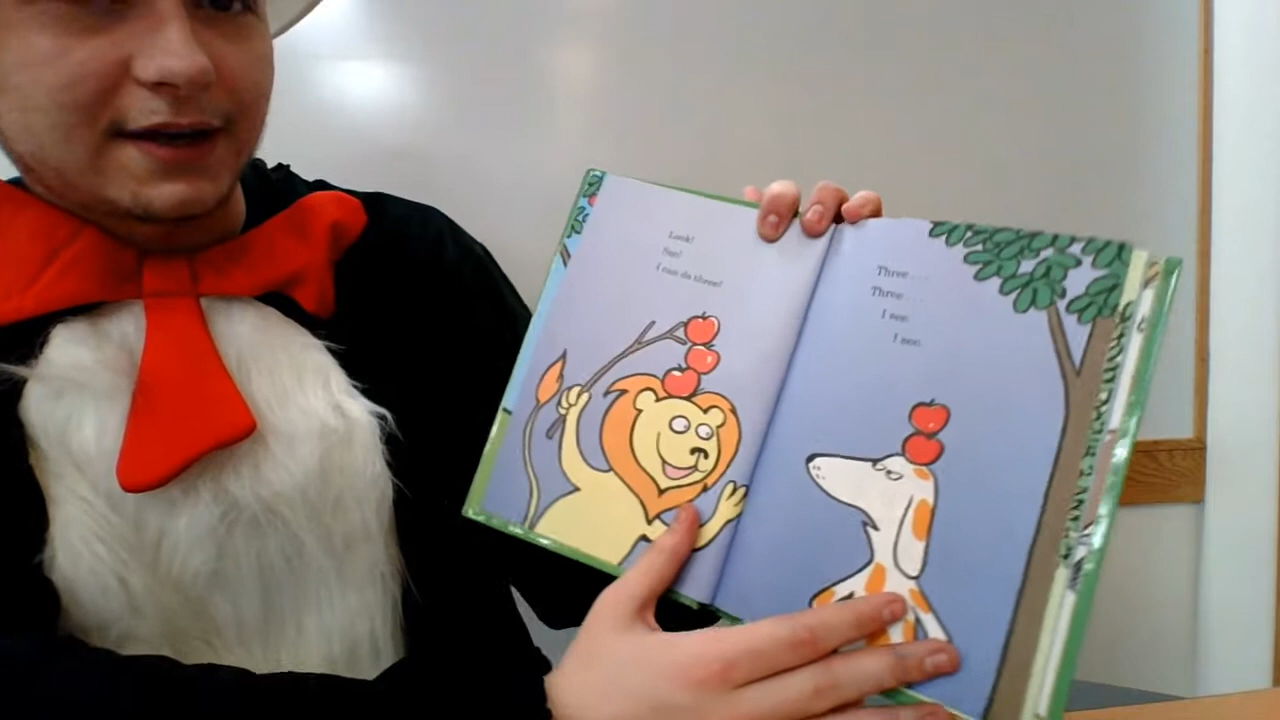 Look!
See!
I can do three!
Three . . . .
Three . . . .
I see.
I see.